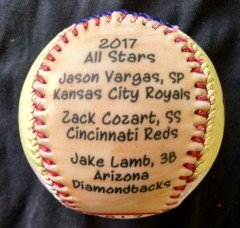 2017
All Stars
Jason Vargas, SP
Kansas City Royals
Zack Cozart, SS
Cincinnati Reds
Jake Lamb, 3B
Arizona
Diamondbacks